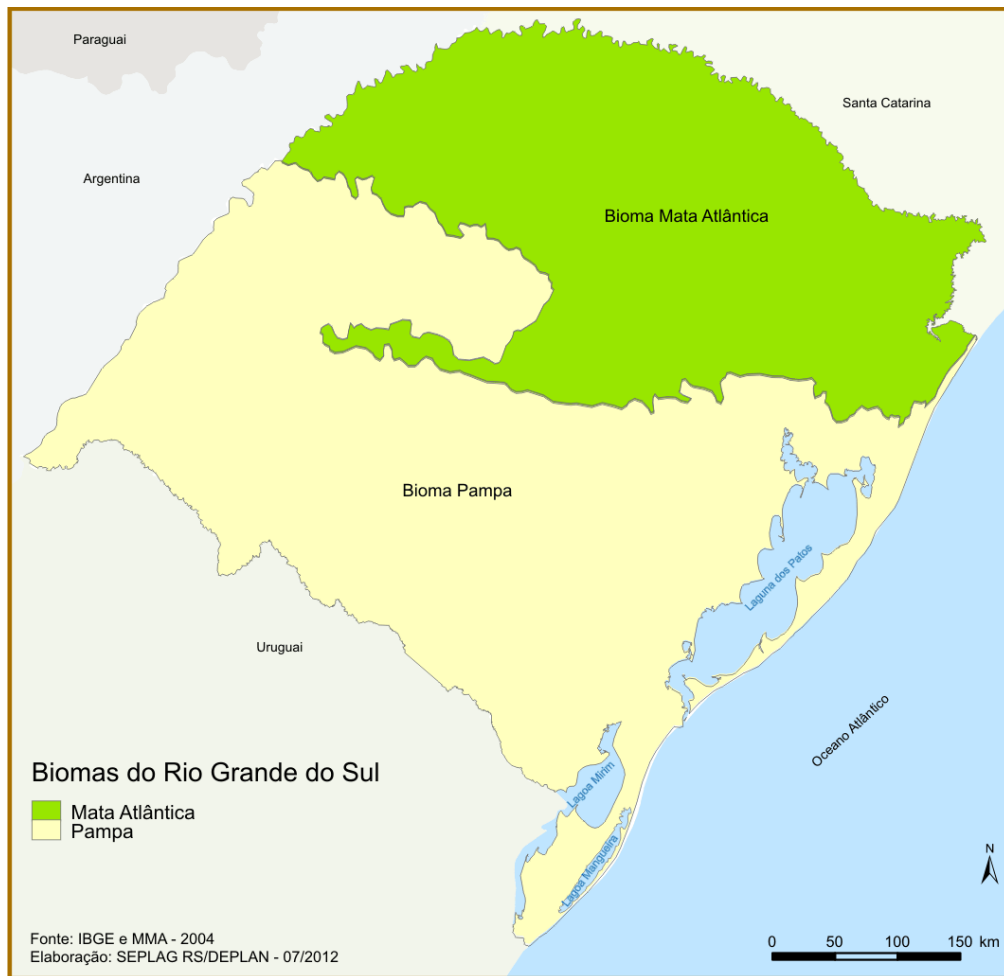 Paraguai
Santa Catarina
Argentina
Bioma Mata Atlântica
Bioma Pampa
Laguna dos Patos
Uruguai
Oceano Atlântico
Lagoa Mirim
Lagoa Mangueira
Biomas do Rio Grande do Sul
Mata Atlântica
Pampa
N
Fonte: IBGE e MMA - 2004
Elaboração: SEPLAG RS/DEPLAN - 07/2012
0 50 100 150 km